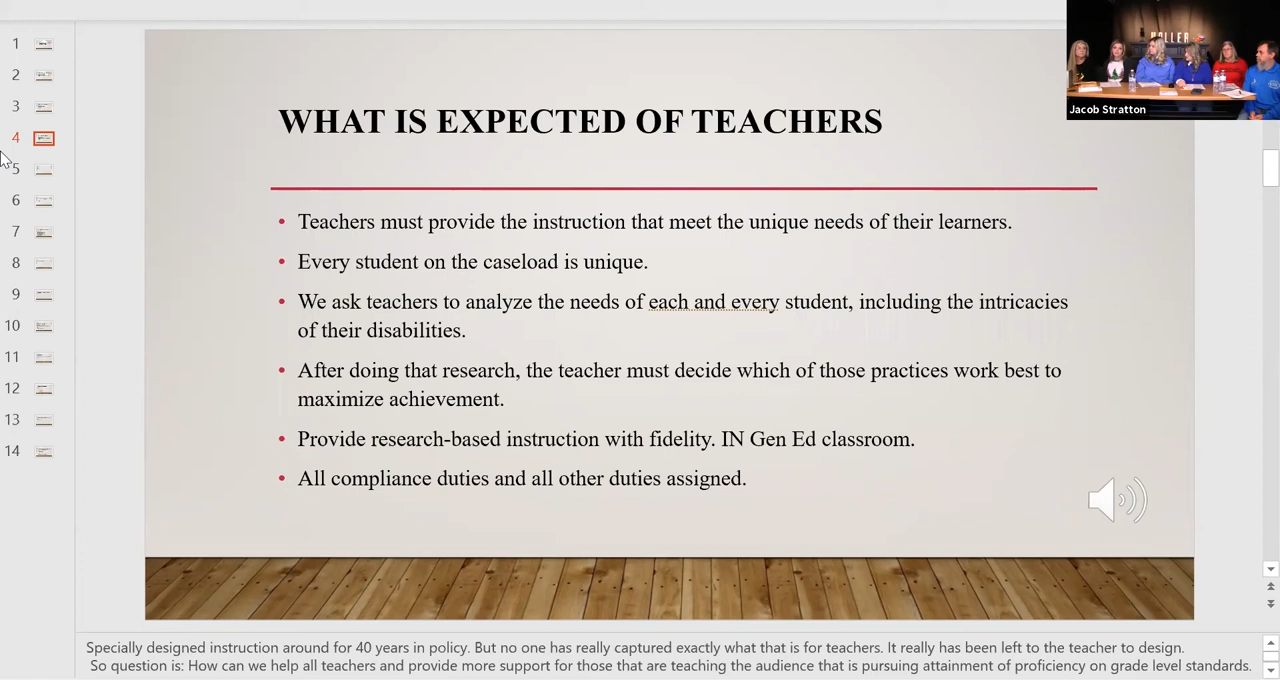 1
2
3
4
5
6
7
8
9
10
11
12
13
14
WHAT IS EXPECTED OF TEACHERS
• Teachers must provide the instruction that meet the unique needs of their learners.
• Every student on the caseload is unique.
• We ask teachers to analyze the needs of each and every student, including the intricacies
of their disabilities.
• After doing that research, the teacher must decide which of those practices work best to
maximize achievement.
• Provide research-based instruction with fidelity. IN Gen Ed classroom.
• All compliance duties and all other duties assigned.
Jacob Stratton
Specially designed instruction around for 40 years in policy. But no one has really captured exactly what that is for teachers. It really has been left to the teacher to design.
So question is: How can we help all teachers and provide more support for those that are teaching the audience that is pursuing attainment of proficiency on grade level standards.